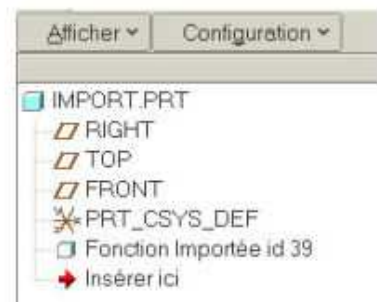 Afficher Configuration
IMPORT.PRT
RIGHT
TOP
FRONT
PRT_CSYS_DEF
Fonction Importée id 39
Insérer ici